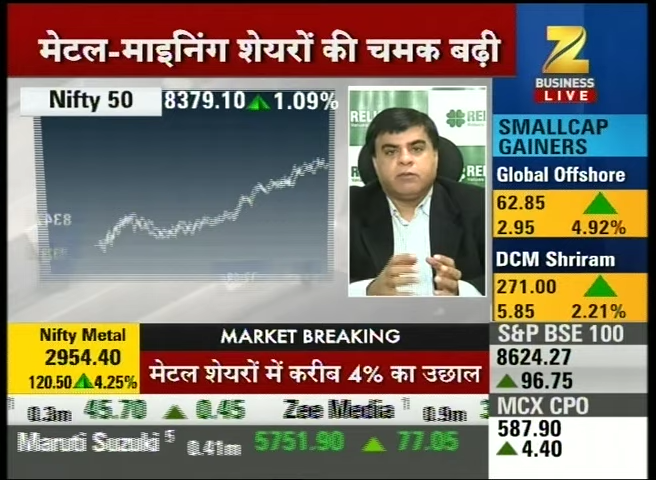 मेटल-माइनिंग शेयरों की चमक बढ़ी
Z
BUSINESS
LIVE
Nifty 50 8379.10 1.09%
SMALLCAP
GAINERS
Global Offshore
62.85
2.95 4.92%
DCM Shriram
271.00
5.85 2.21%
S&P BSE 100
8624.27
96.75
MCX CPO
587.90
4.40
Nifty Metal
2954.40
120.50 4.25%
MARKET BREAKING
मेटल शेयरों में करीब 4% का उछाल
0.3m 45.70 0.45 Zee Media 0.9m
Maruti Suzuki 5 0.41m 5751.90 77.05